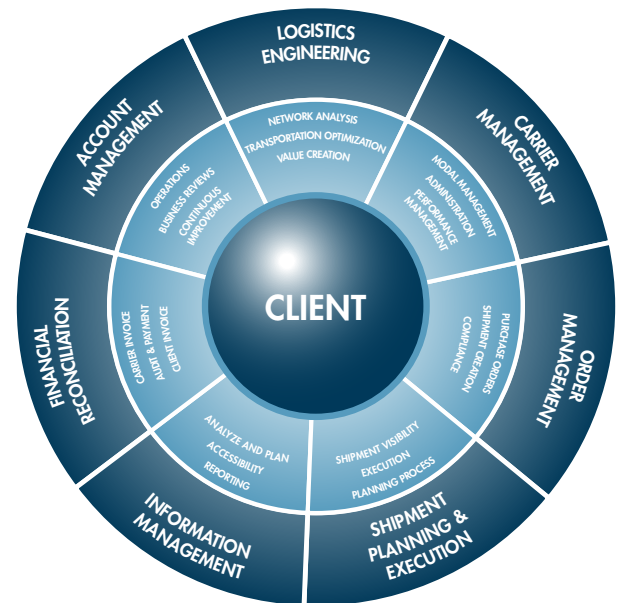 LOGISTICS
ENGINEERING
NETWORK ANALYSIS
TRANSPORTATION OPTIMIZATION
VALUE CREATION
CARRIER
MANAGEMENT
MODAL MANAGEMENT
ADMINISTRATION
PERFORMANCE
MANAGEMENT
ORDER
MANAGEMENT
PURCHASE ORDERS
SHIPMENT CREATION
COMPLIANCE
SHIPMENT
PLANNING &
EXECUTION
SHIPMENT VISIBILITY
EXECUTION
PLANNING PROCESS
INFORMATION
MANAGEMENT
ANALYZE AND PLAN
ACCESSIBILITY
REPORTING
FINANCIAL
RECONCILIATION
CARRIER INVOICE
AUDIT & PAYMENT
CLIENT INVOICE
ACCOUNT
MANAGEMENT
OPERATIONS
BUSINESS REVIEWS
CONTINUOUS
IMPROVEMENT
CLIENT